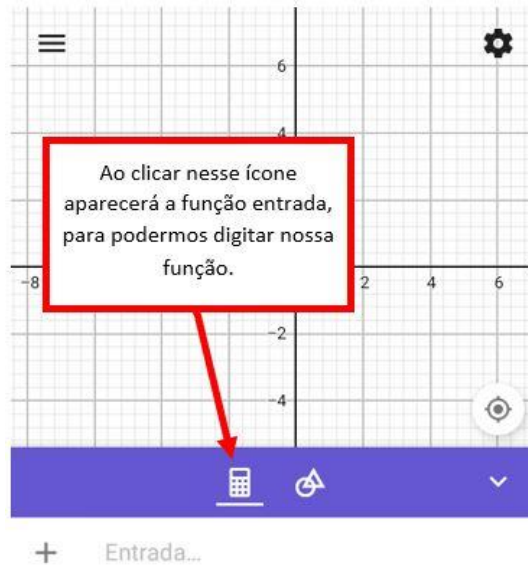 6
4
Ao clicar nesse ícone
aparecerá a função entrada,
para podermos digitar nossa
função.
-8 2 4 6
-2
-4
+ Entrada...